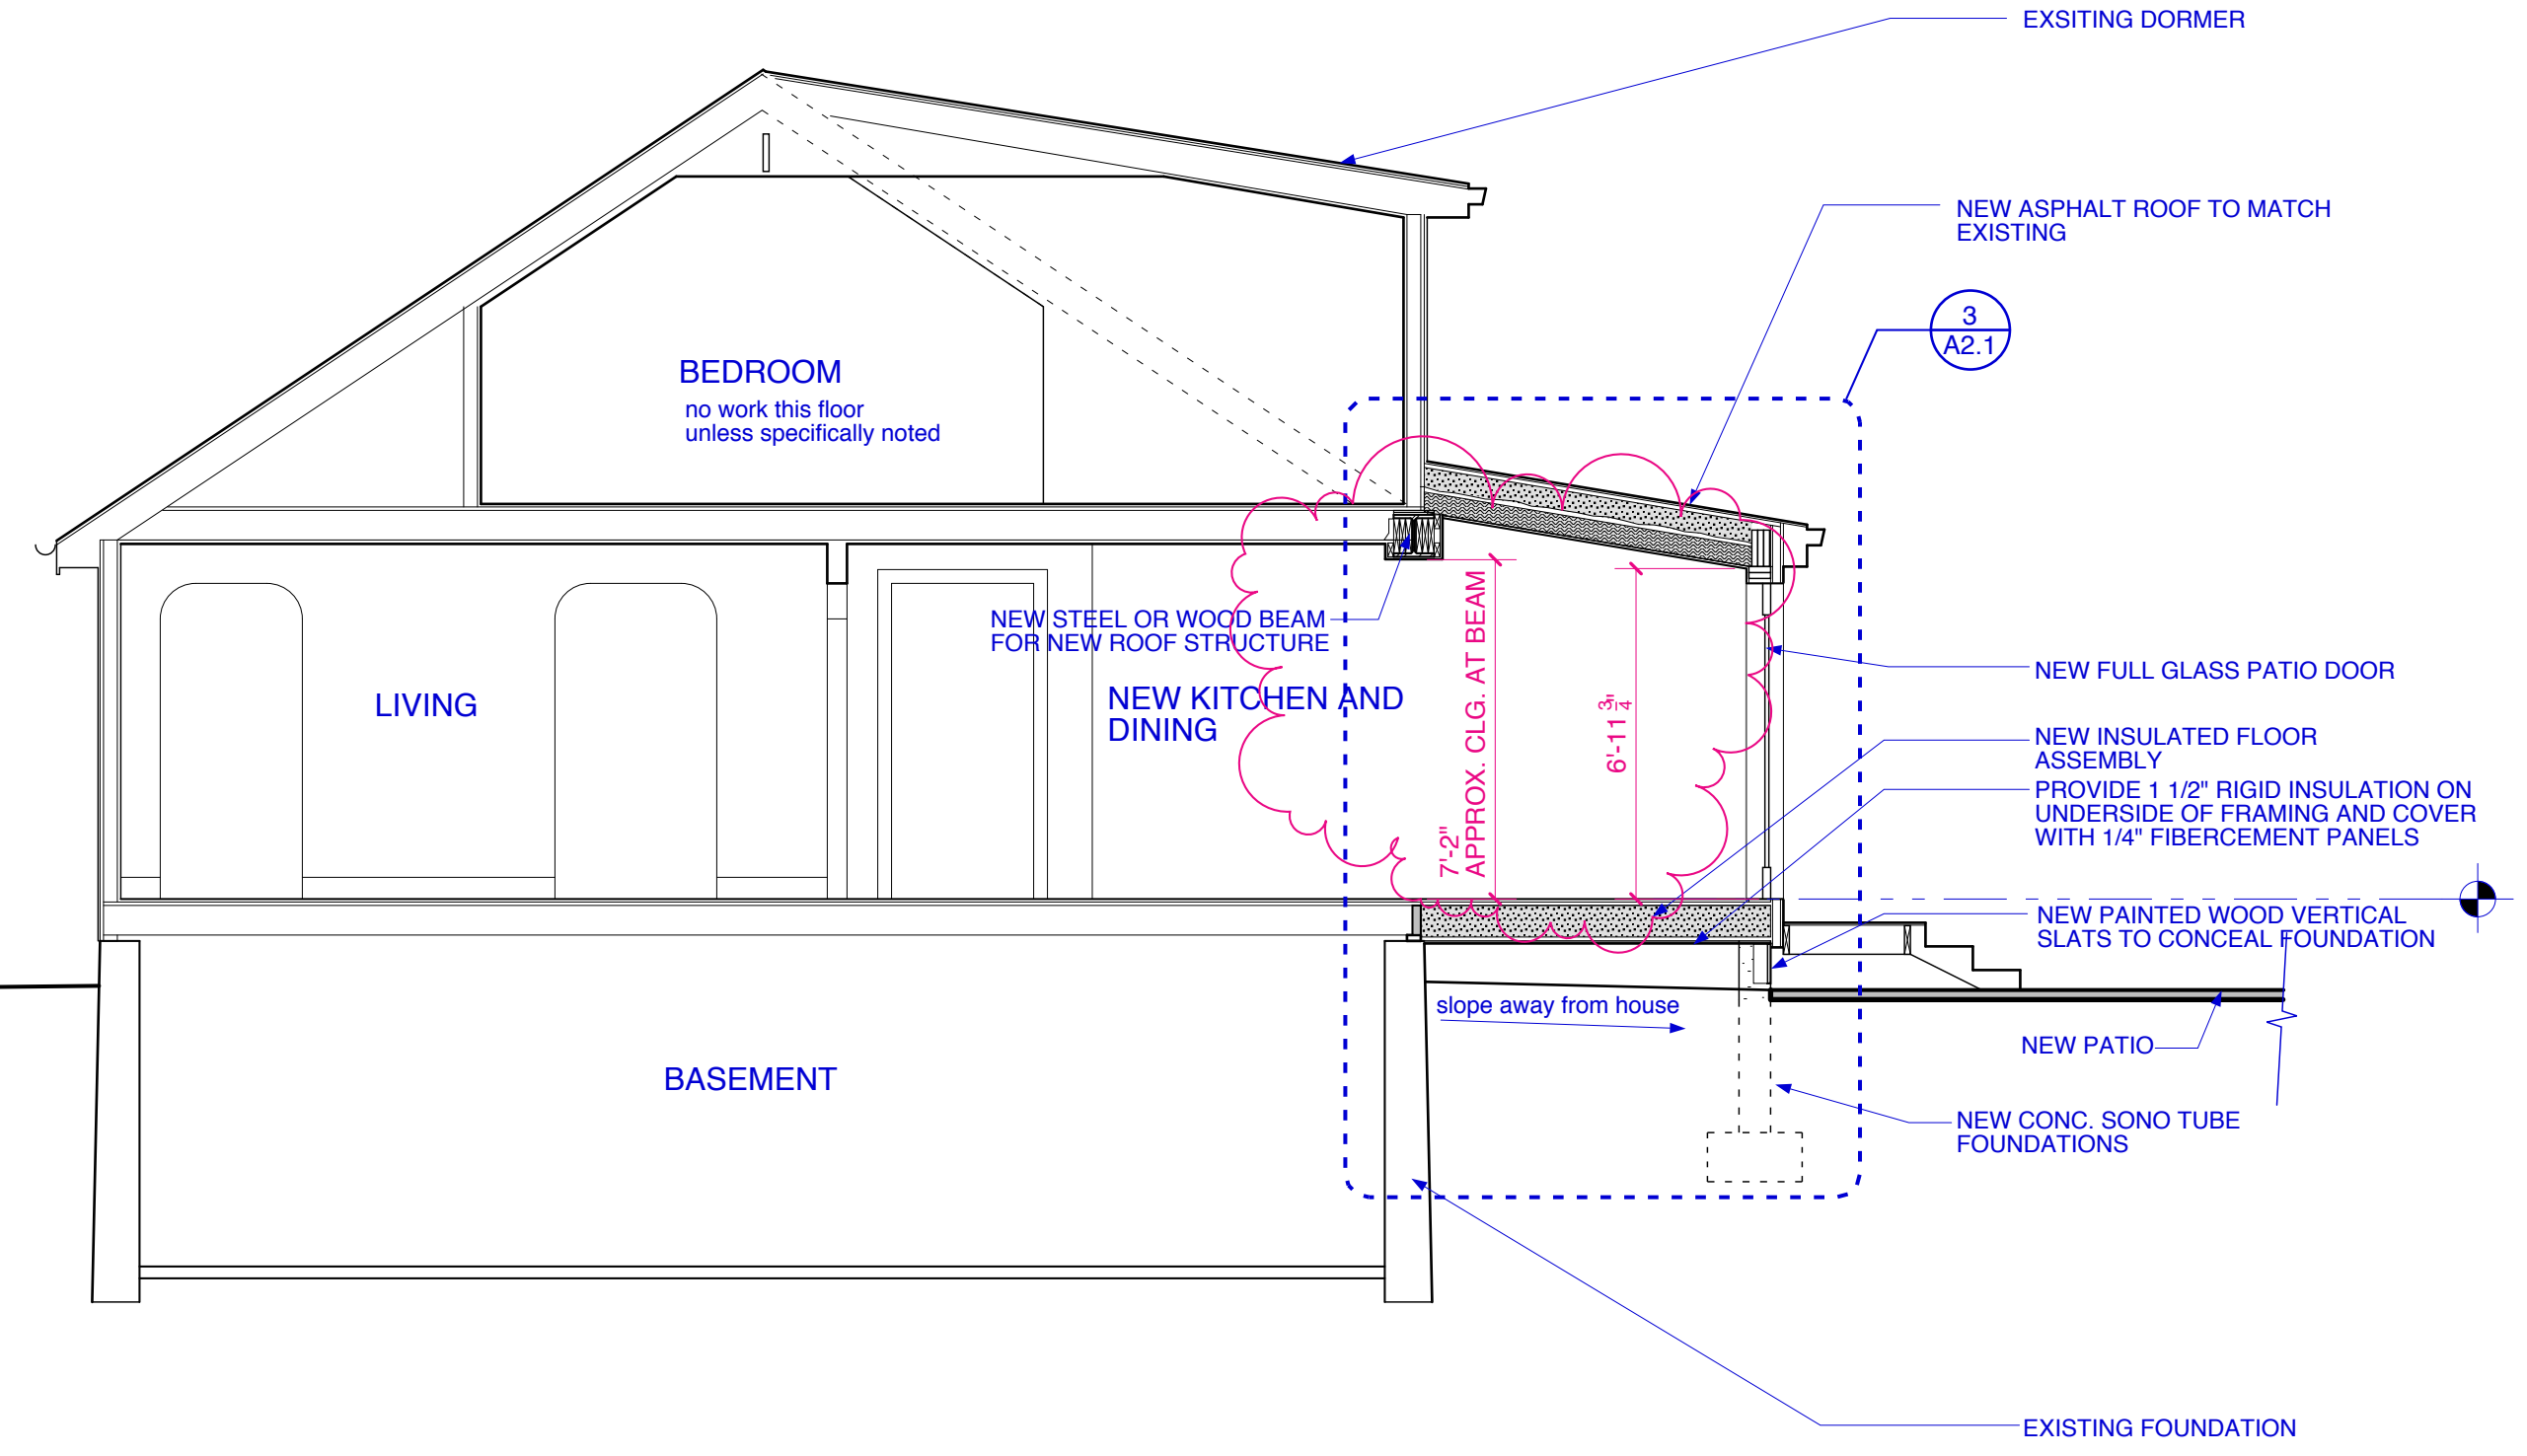 EXSITING DORMER
NEW ASPHALT ROOF TO MATCH
EXISTING
3
A2.1
BEDROOM
no work this floor
unless specifically noted
NEW STEEL OR WOOD BEAM
FOR NEW ROOF STRUCTURE
LIVING
NEW KITCHEN AND
DINING
7'-2"
APPROX. CLG. AT BEAM
6'-11 3/4"
NEW FULL GLASS PATIO DOOR
NEW INSULATED FLOOR
ASSEMBLY
PROVIDE 1 1/2" RIGID INSULATION ON
UNDERSIDE OF FRAMING AND COVER
WITH 1/4" FIBERCEMENT PANELS
NEW PAINTED WOOD VERTICAL
SLATS TO CONCEAL FOUNDATION
slope away from house
NEW PATIO
BASEMENT
NEW CONC. SONO TUBE
FOUNDATIONS
EXISTING FOUNDATION